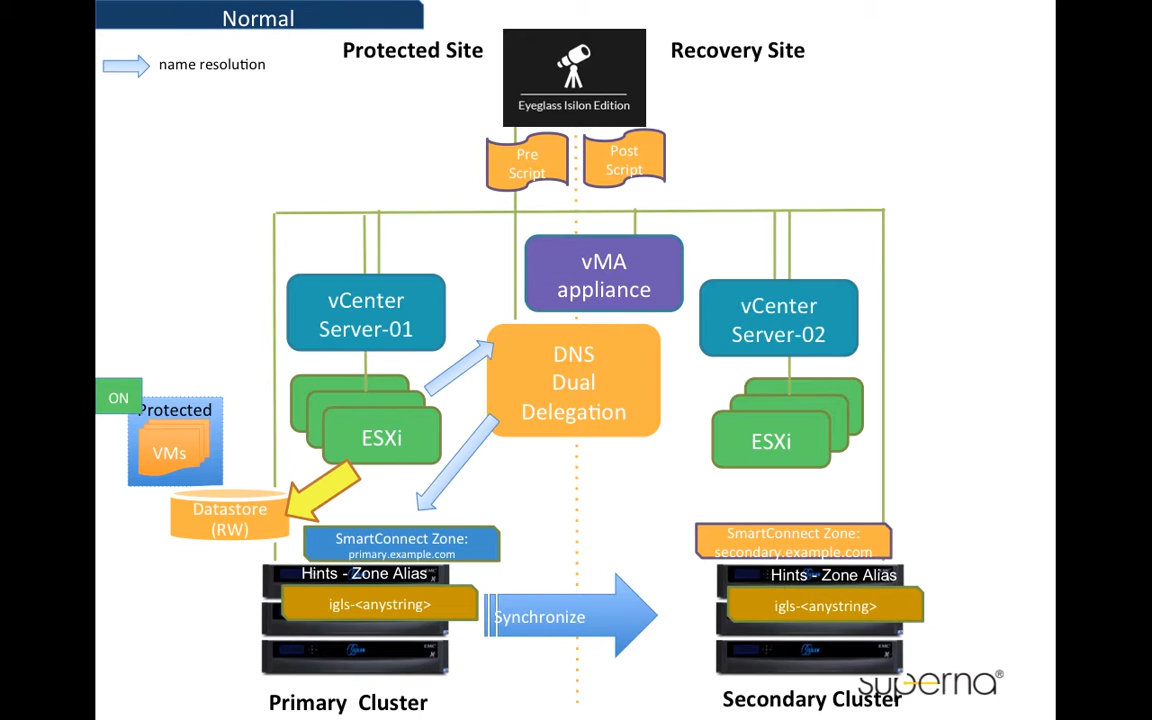 Normal
Protected Site
Recovery Site
name resolution
Eyeglass Isilon Edition
Pre
Script
Post
Script
vMA
appliance
vCenter
Server-01
vCenter
Server-02
DNS
Dual
Delegation
ON
Protected
VMs
ESXi
ESXi
Datastore
(RW)
SmartConnect Zone:
primary.example.com
SmartConnect Zone:
secondary.example.com
Hints - Zone Alias
Hints - Zone Alias
igls-<anystring>
igls-<anystring>
Synchronize
superna®
Primary Cluster
Secondary Cluster